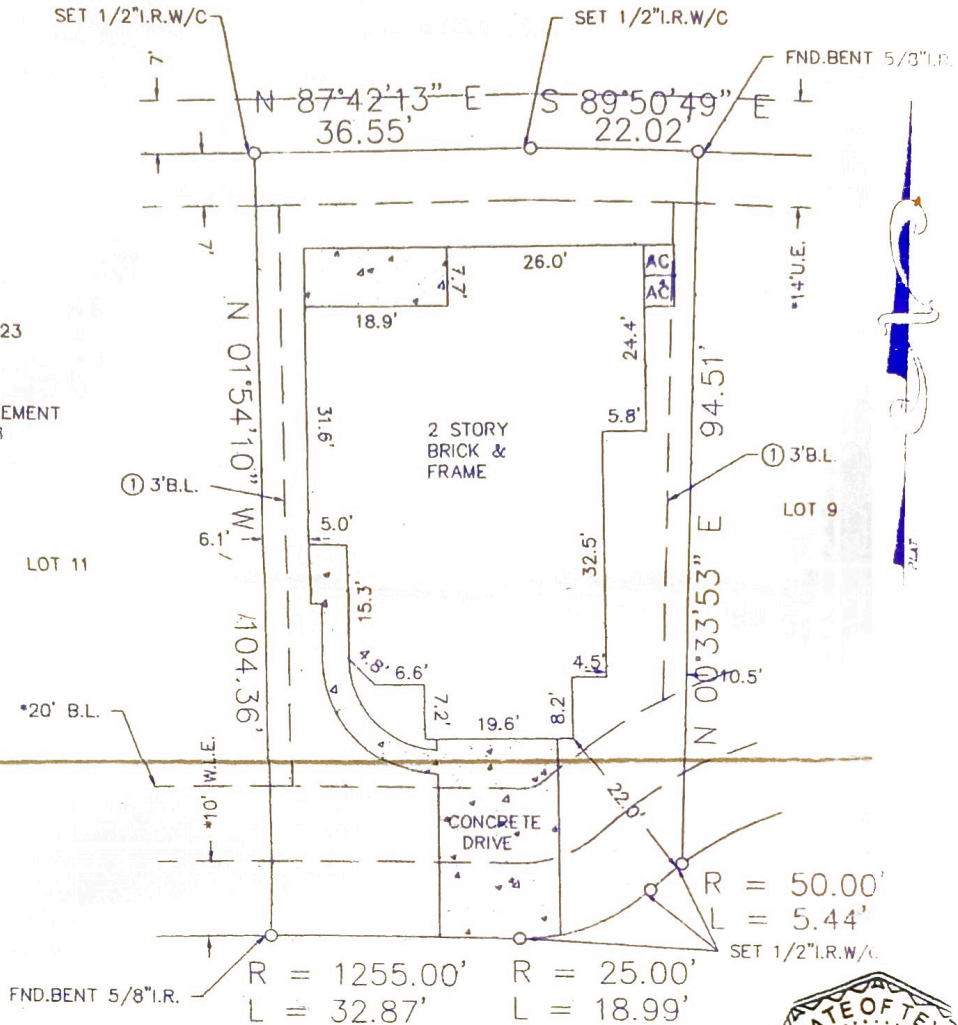 SET 1/2"I.R.W/C
SET 1/2"I.R.W/C
FND.BENT 5/8"I.R.
7'
N 87°42'13" E
S 89°50'49" E
36.55'
22.02'
7'
26.0'
AC
AC
7.7'
18.9'
*14'U.E.
23
24.4'
N 01°54'10" W
104.36'
N 00°33'53" E
94.51'
EMENT
31.6'
5.8'
2 STORY
BRICK &
FRAME
① 3'B.L.
① 3'B.L.
LOT 9
PLAT
6.1'
5.0'
LOT 11
32.5'
15.3'
4.8'
6.6'
4.5'
10.5'
*20' B.L.
7.2'
19.6'
8.2'
*10' W.L.E.
CONCRETE
DRIVE
R = 50.00'
L = 5.44'
SET 1/2"I.R.W/C
FND.BENT 5/8"I.R.
R = 1255.00'
L = 32.87'
R = 25.00'
L = 18.99'
ATE OF TE